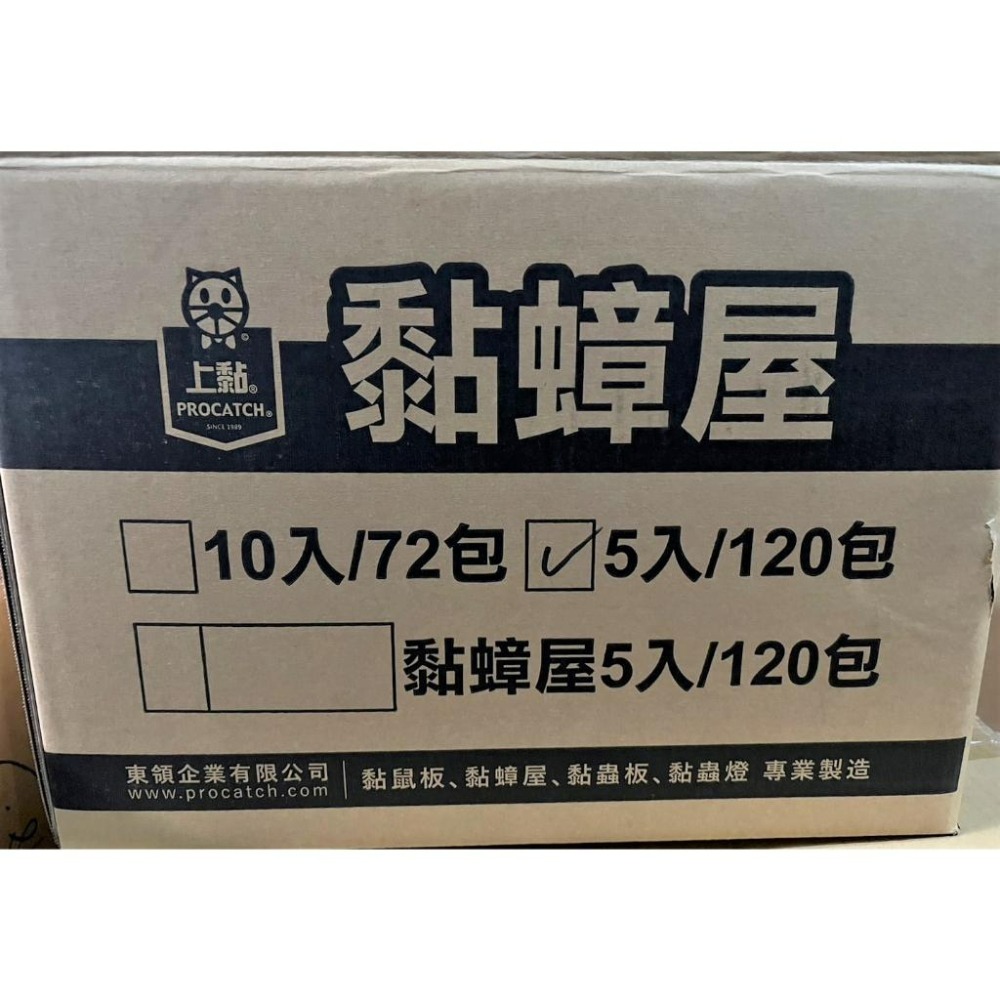 黏蟑屋
上黏®
PROCATCH®
SINCE 1989
10入/72包 ✓ 5入/120包
黏蟑屋5入/120包
東領企業有限公司
www.procatch.com
黏鼠板、黏蟑屋、黏蟲板、黏蟲燈 專業製造